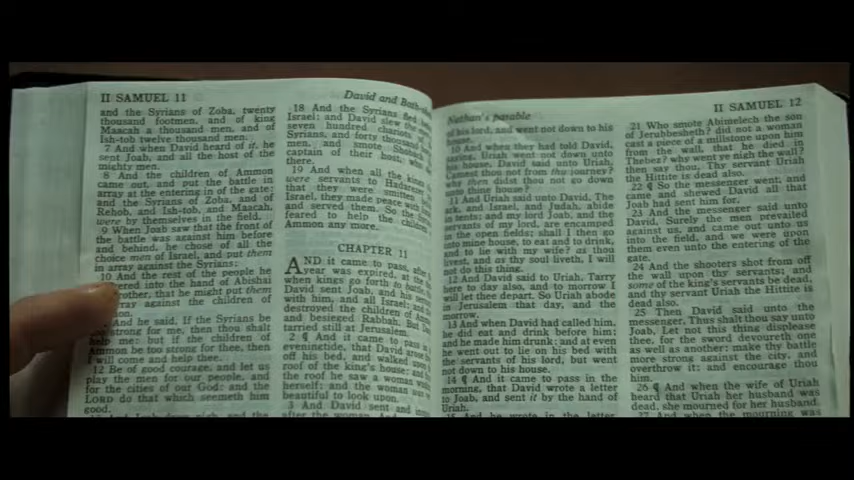 II SAMUEL 11
and the Syrians of Zoba, twenty
thousand footmen, and of king
Maacah a thousand men, and of
Ish-tob twelve thousand men.
7 And when David heard of it, he
sent Joab, and all the host of the
mighty men.
8 And the children of Ammon
came out, and put the battle in
array at the entering in of the gate:
and the Syrians of Zoba, and of
Rehob, and Ish-tob, and Maacah,
were by themselves in the field.
9 When Joab saw that the front of
the battle was against him before
and behind, he chose of all the
choice men of Israel, and put them
in array against the Syrians:
10 And the rest of the people he
into the hand of Abishai
that he might put them
array against the children of
And he said, If the Syrians be
strong for me, then thou shalt
help me: but if the children of
Ammon be too strong for thee, then
I will come and help thee.
12 Be of good courage, and let us
play the men for our people, and
for the cities of our God: and the
LORD do that which seemeth him
good.
David and
18 And the Syrians fled
Israel; and David slew the
seven hundred chariots of
Syrians, and forty thousand
men, and smote
captain of their host, who
there.
19 And when all the kings
were servants to
that they were smitten
Israel, they made peace
and served them. So the
feared to help the children
Ammon any more.
CHAPTER 11
AND it came to pass, after
year was expired, at the
when kings go forth to
David sent Joab, and his
with him, and all Israel;
destroyed the children of
and besieged Rabbah. But
tarried still at Jerusalem.
2 ¶ And it came to pass
eveningtide, that David arose
off his bed, and walked upon
roof of the king's house: and
the roof he saw a woman
herself; and the woman
beautiful to look upon.
3 And David sent and
after the woman. And
Nathan's parable
of his lord, and went not down to his
house.
10 And when they had told David,
saying, Uriah went not down unto
his house, David said unto Uriah,
Camest thou not from thy journey?
why then didst thou not go down
unto thine house?
11 And Uriah said unto David, The
ark, and Israel, and Judah, abide
in tents; and my lord Joab, and the
servants of my lord, are encamped
in the open fields; shall I then go
into mine house, to eat and to drink,
and to lie with my wife? as thou
livest, and as thy soul liveth, I will
not do this thing.
12 And David said to Uriah, Tarry
here to day also, and to morrow I
will let thee depart. So Uriah abode
in Jerusalem that day, and the
morrow.
13 And when David had called him,
he did eat and drink before him;
and he made him drunk: and at even
he went out to lie on his bed with
the servants of his lord, but went
not down to his house.
14 ¶ And it came to pass in the
morning, that David wrote a letter
to Joab, and sent it by the hand of
Uriah.
15 And he wrote in the letter
II SAMUEL 12
21 Who smote Abimelech the son
of Jerubbesheth? did not a woman
cast a piece of a millstone upon him
from the wall, that he died in
Thebez? why went ye nigh the wall?
then say thou, Thy servant Uriah
the Hittite is dead also.
22 ¶ So the messenger went, and
came and shewed David all that
Joab had sent him for.
23 And the messenger said unto
David, Surely the men prevailed
against us, and came out unto us
into the field, and we were upon
them even unto the entering of the
gate.
24 And the shooters shot from off
the wall upon thy servants; and
some of the king's servants be dead,
and thy servant Uriah the Hittite is
dead also.
25 Then David said unto the
messenger, Thus shalt thou say unto
Joab, Let not this thing displease
thee, for the sword devoureth one
as well as another: make thy battle
more strong against the city, and
overthrow it: and encourage thou
him.
26 ¶ And when the wife of Uriah
heard that Uriah her husband was
dead, she mourned for her husband.
27 And when the mourning was